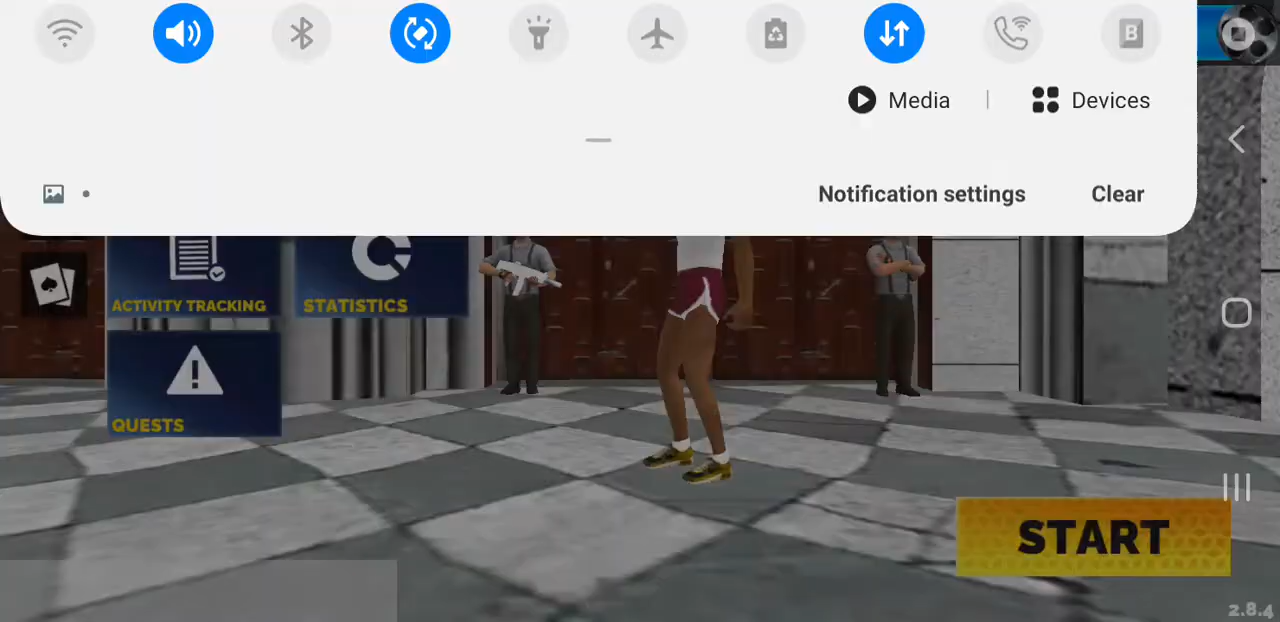 B
Media | Devices
Notification settings
Clear
ACTIVITY TRACKING
STATISTICS
QUESTS
START
2.8.4